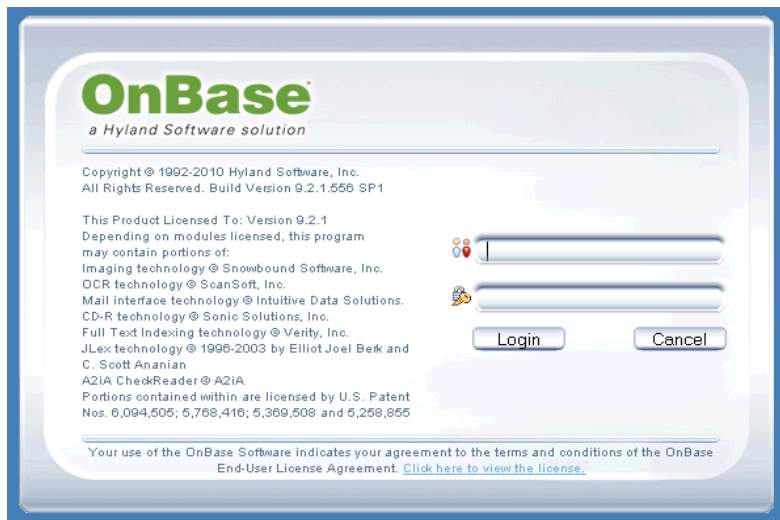 OnBase
a Hyland Software solution
Copyright © 1992-2010 Hyland Software, Inc.
All Rights Reserved. Build Version 9.2.1.556 SP1
This Product Licensed To: Version 9.2.1
Depending on modules licensed, this program
may contain portions of:
Imaging technology © Snowbound Software, Inc.
OCR technology © ScanSoft, Inc.
Mail interface technology © Intuitive Data Solutions.
CD-R technology © Sonic Solutions, Inc.
Full Text Indexing technology © Verity, Inc.
JLex technology © 1996-2003 by Elliot Joel Berk and
C. Scott Ananian
A2iA CheckReader © A2iA
Portions contained within are licensed by U.S. Patent
Nos. 6,094,505; 5,768,416; 5,369,508 and 5,258,855
Login
Cancel
Your use of the OnBase Software indicates your agreement to the terms and conditions of the OnBase
End-User License Agreement. Click here to view the license.